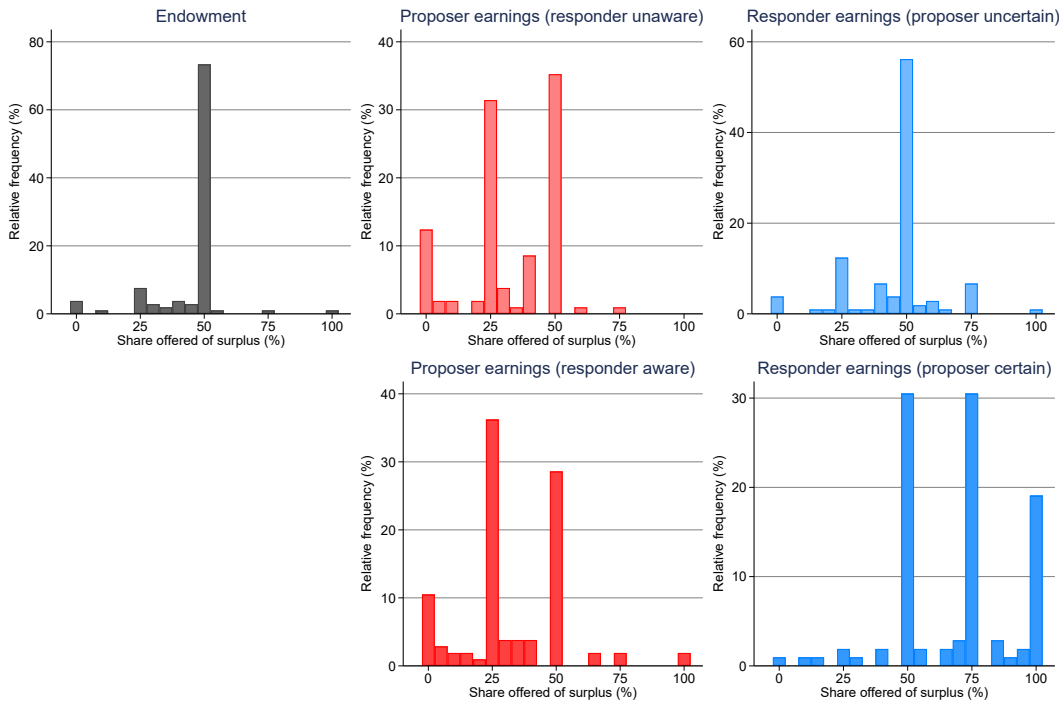 Endowment
Relative frequency (%)
80
60
40
20
0
0 25 50 75 100
Share offered of surplus (%)
Proposer earnings (responder unaware)
Relative frequency (%)
40
30
20
10
0
0 25 50 75 100
Share offered of surplus (%)
Responder earnings (proposer uncertain)
Relative frequency (%)
60
40
20
0
0 25 50 75 100
Share offered of surplus (%)
Proposer earnings (responder aware)
Relative frequency (%)
40
30
20
10
0
0 25 50 75 100
Share offered of surplus (%)
Responder earnings (proposer certain)
Relative frequency (%)
30
20
10
0
0 25 50 75 100
Share offered of surplus (%)